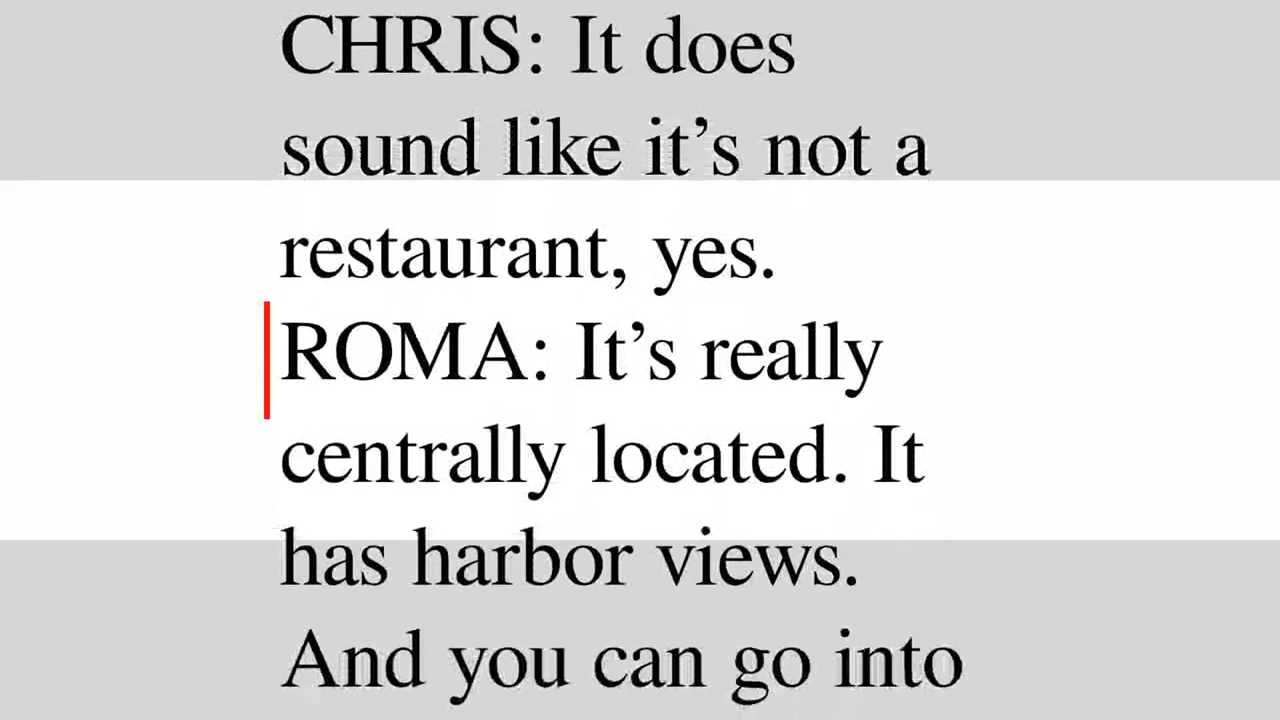 CHRIS: It does
sound like it’s not a
restaurant, yes.
ROMA: It’s really
centrally located. It
has harbor views.
And you can go into